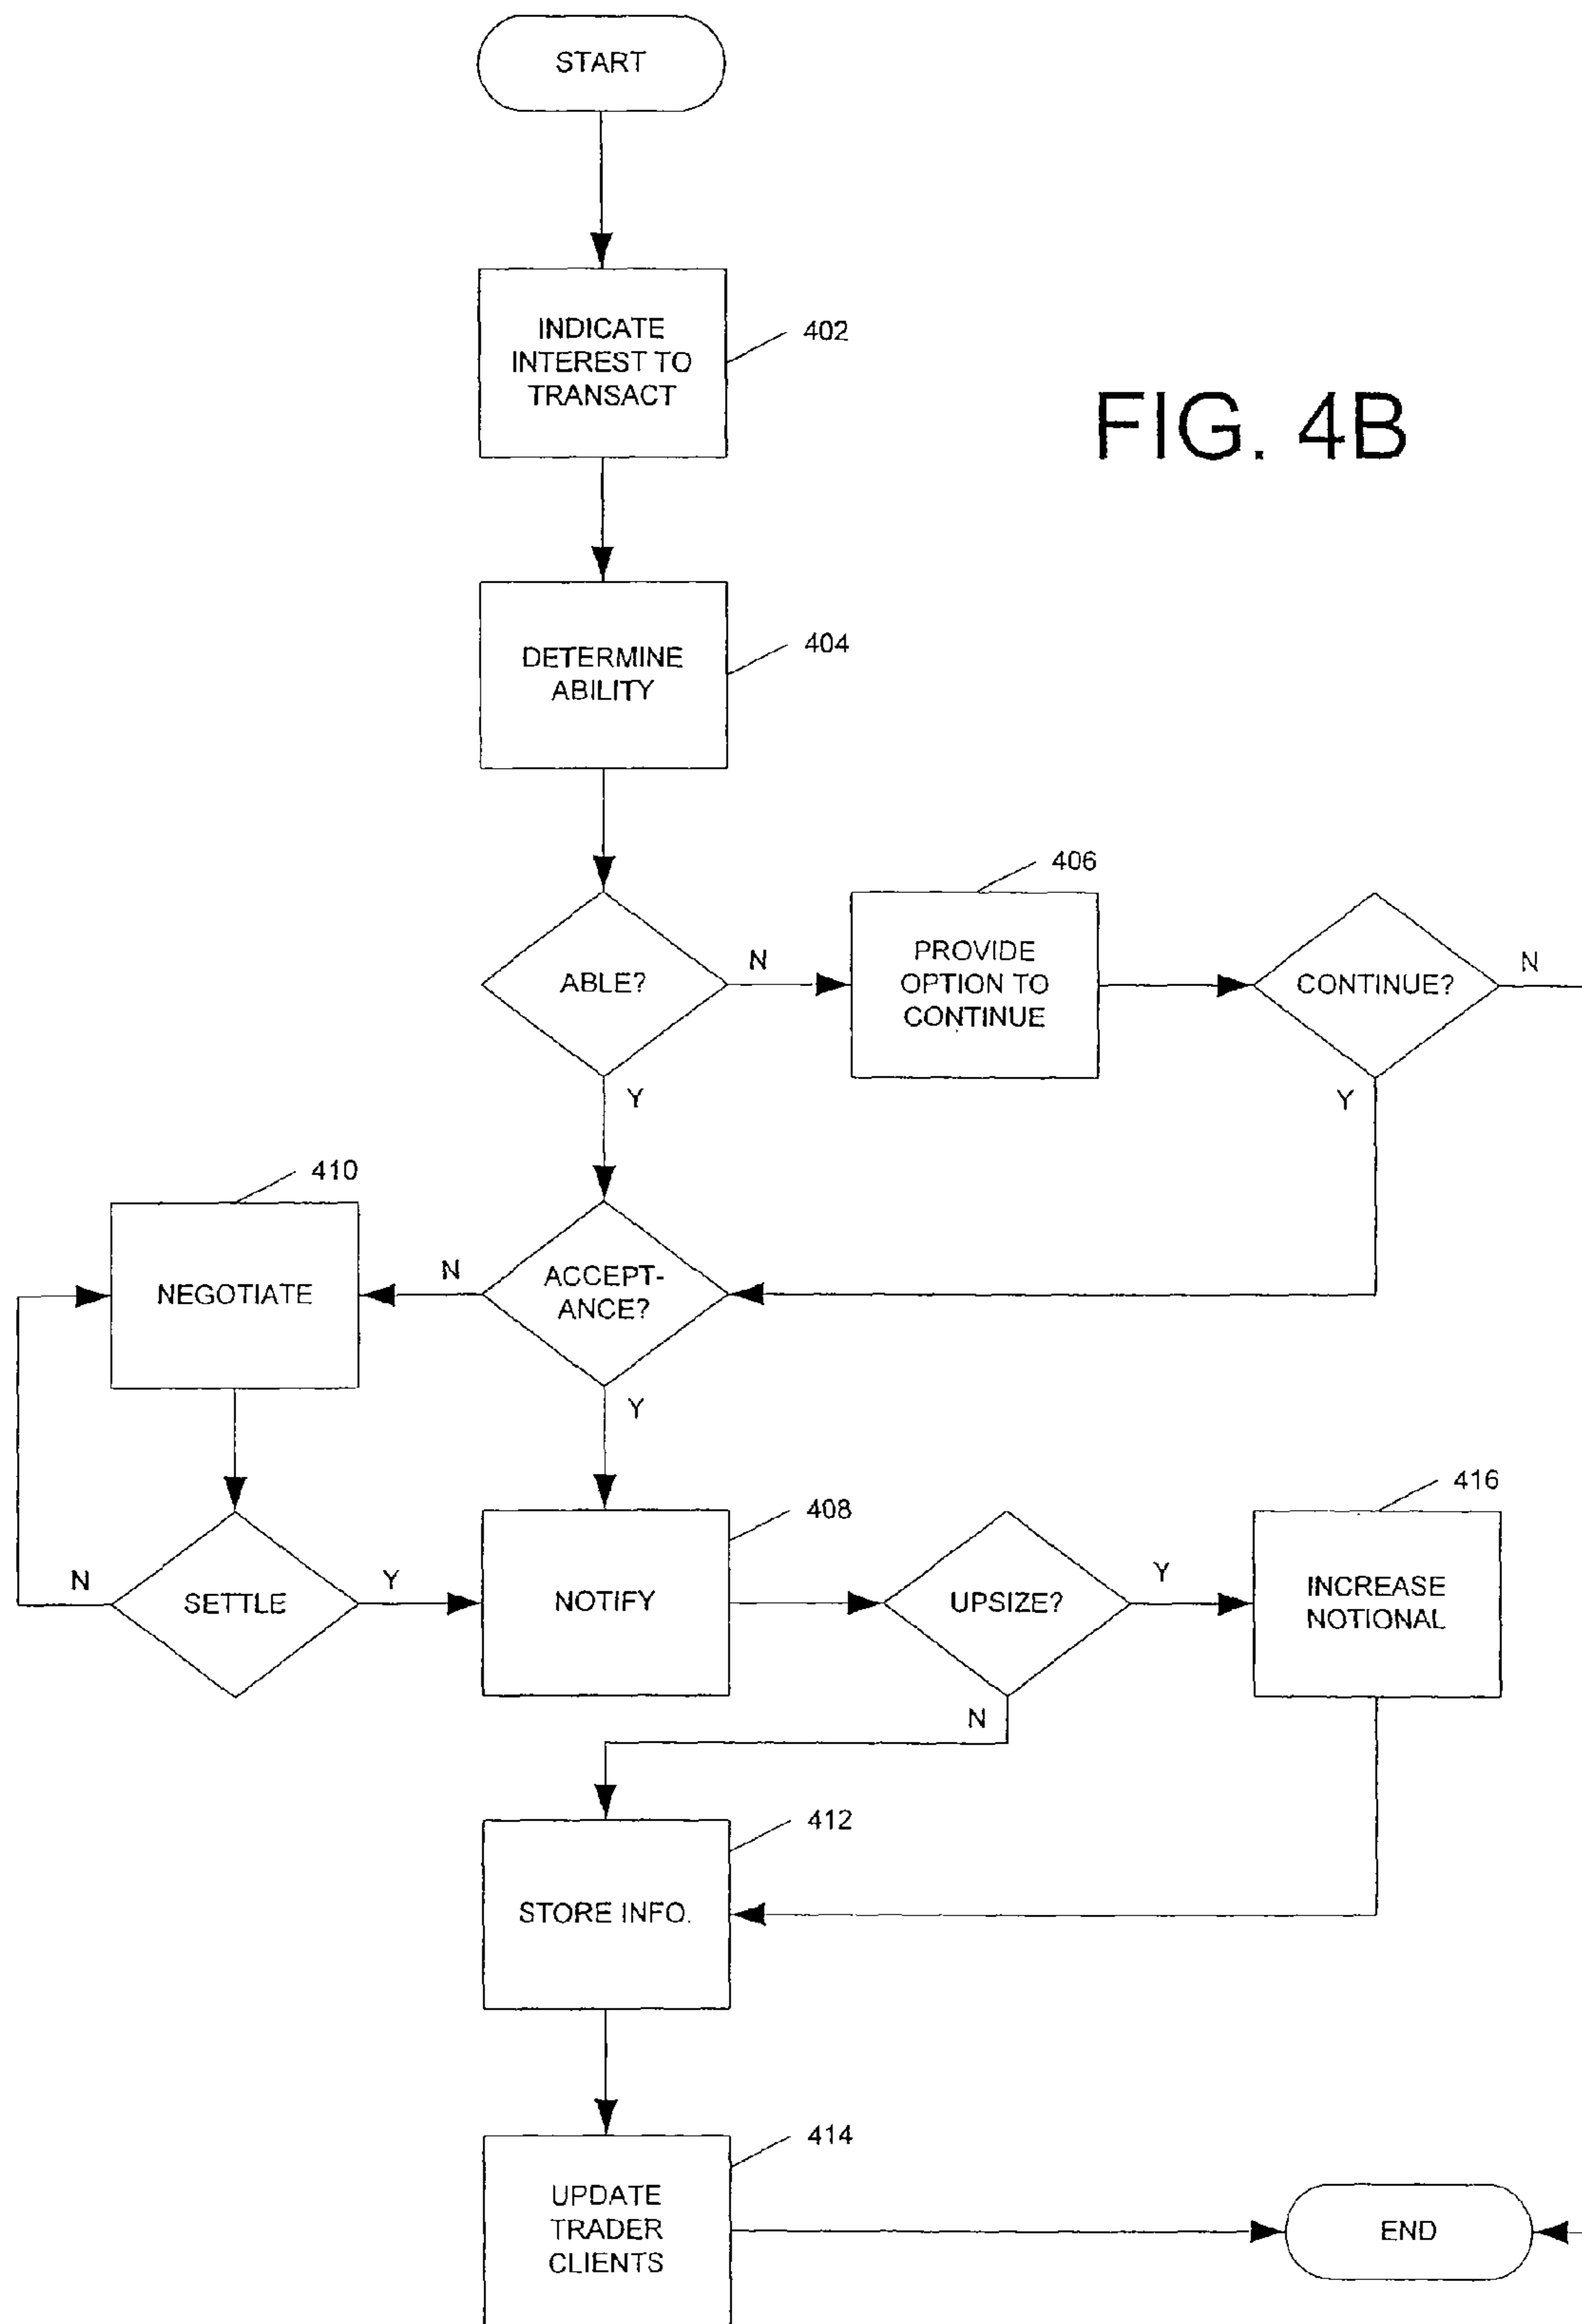 START
INDICATE
INTEREST TO
TRANSACT
402
FIG. 4B
DETERMINE
ABILITY
404
ABLE?
N
406
PROVIDE
OPTION TO
CONTINUE
CONTINUE?
N
Y
Y
410
NEGOTIATE
N
ACCEPT-
ANCE?
Y
N
SETTLE
Y
408
NOTIFY
UPSIZE?
Y
416
INCREASE
NOTIONAL
N
412
STORE INFO.
414
UPDATE
TRADER
CLIENTS
END